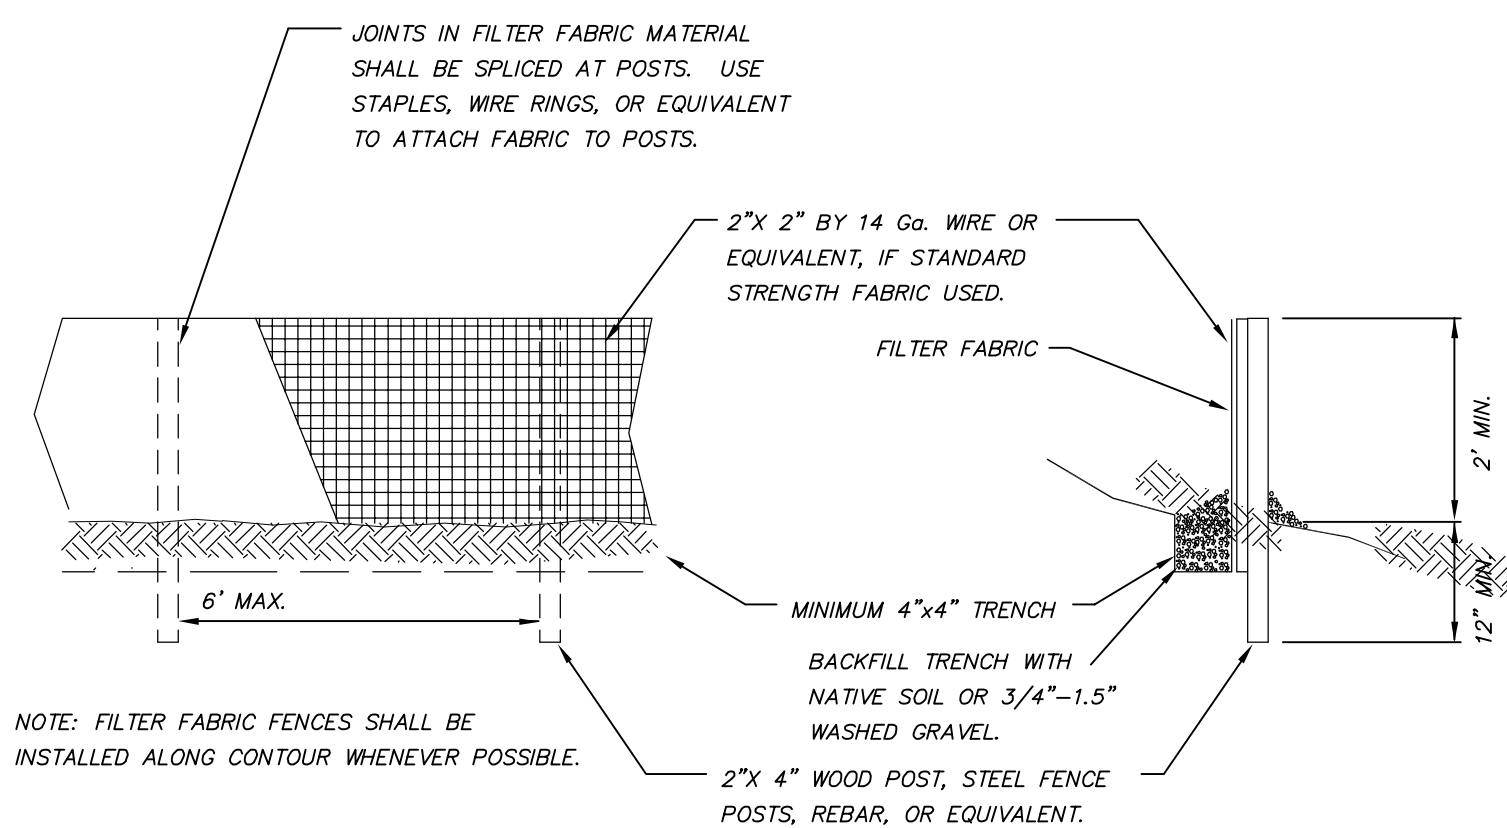 JOINTS IN FILTER FABRIC MATERIAL
SHALL BE SPLICED AT POSTS. USE
STAPLES, WIRE RINGS, OR EQUIVALENT
TO ATTACH FABRIC TO POSTS.
2"X 2" BY 14 Ga. WIRE OR
EQUIVALENT, IF STANDARD
STRENGTH FABRIC USED.
FILTER FABRIC
2' MIN.
12" MIN.
6' MAX.
MINIMUM 4"x4" TRENCH
BACKFILL TRENCH WITH
NATIVE SOIL OR 3/4"-1.5"
WASHED GRAVEL.
NOTE: FILTER FABRIC FENCES SHALL BE
INSTALLED ALONG CONTOUR WHENEVER POSSIBLE.
2"X 4" WOOD POST, STEEL FENCE
POSTS, REBAR, OR EQUIVALENT.